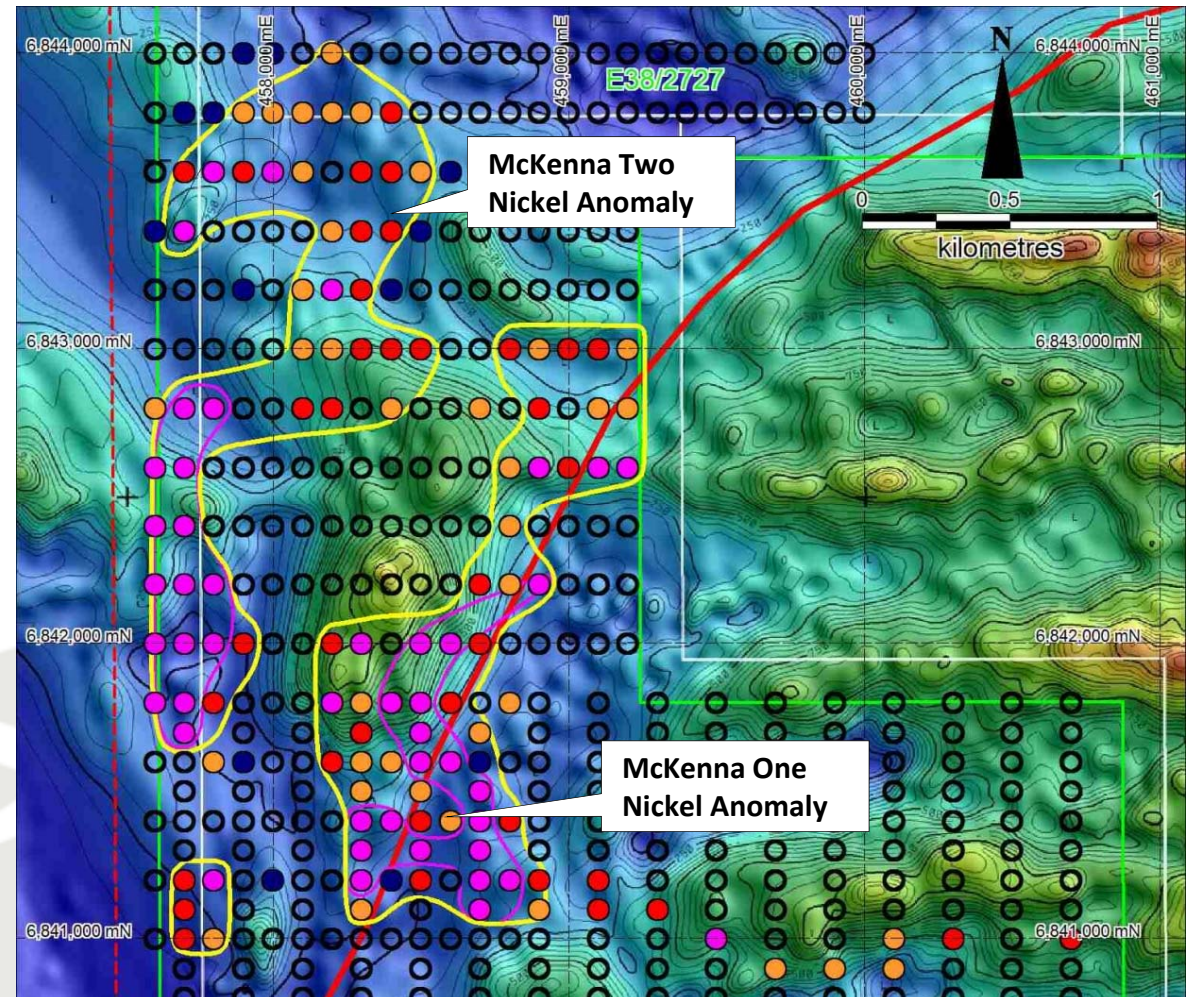 6,844,000 mN
458,000 mE
459,000 mE
E38/2727
460,000 mE
N
6,844,000 mN
461,000 mE
McKenna Two
Nickel Anomaly
0
0.5
1
kilometres
250
6,843,000 mN
6,843,000 mN
6,842,000 mN
6,842,000 mN
McKenna One
Nickel Anomaly
6,841,000 mN
6,841,000 mN